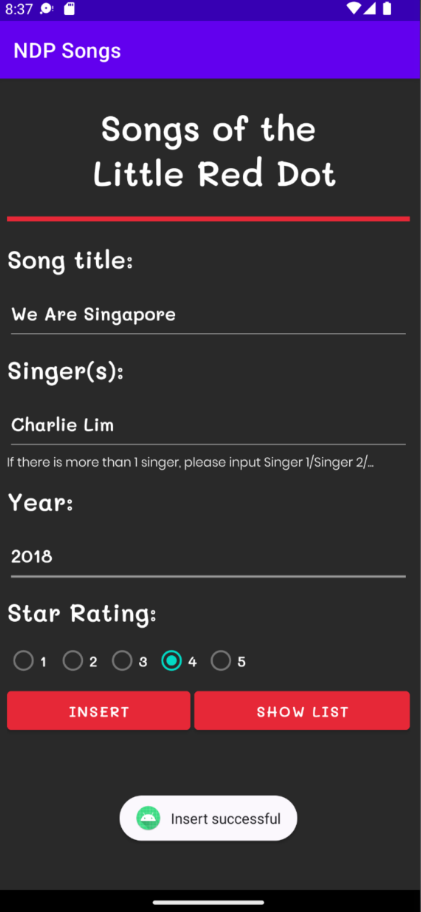 8:37
NDP Songs
Songs of the
Little Red Dot
Song title:
We Are Singapore
Singer(s):
Charlie Lim
If there is more than 1 singer, please input Singer 1/Singer 2/...
Year:
2018
Star Rating:
1 2 3 4 5
INSERT SHOW LIST
Insert successful